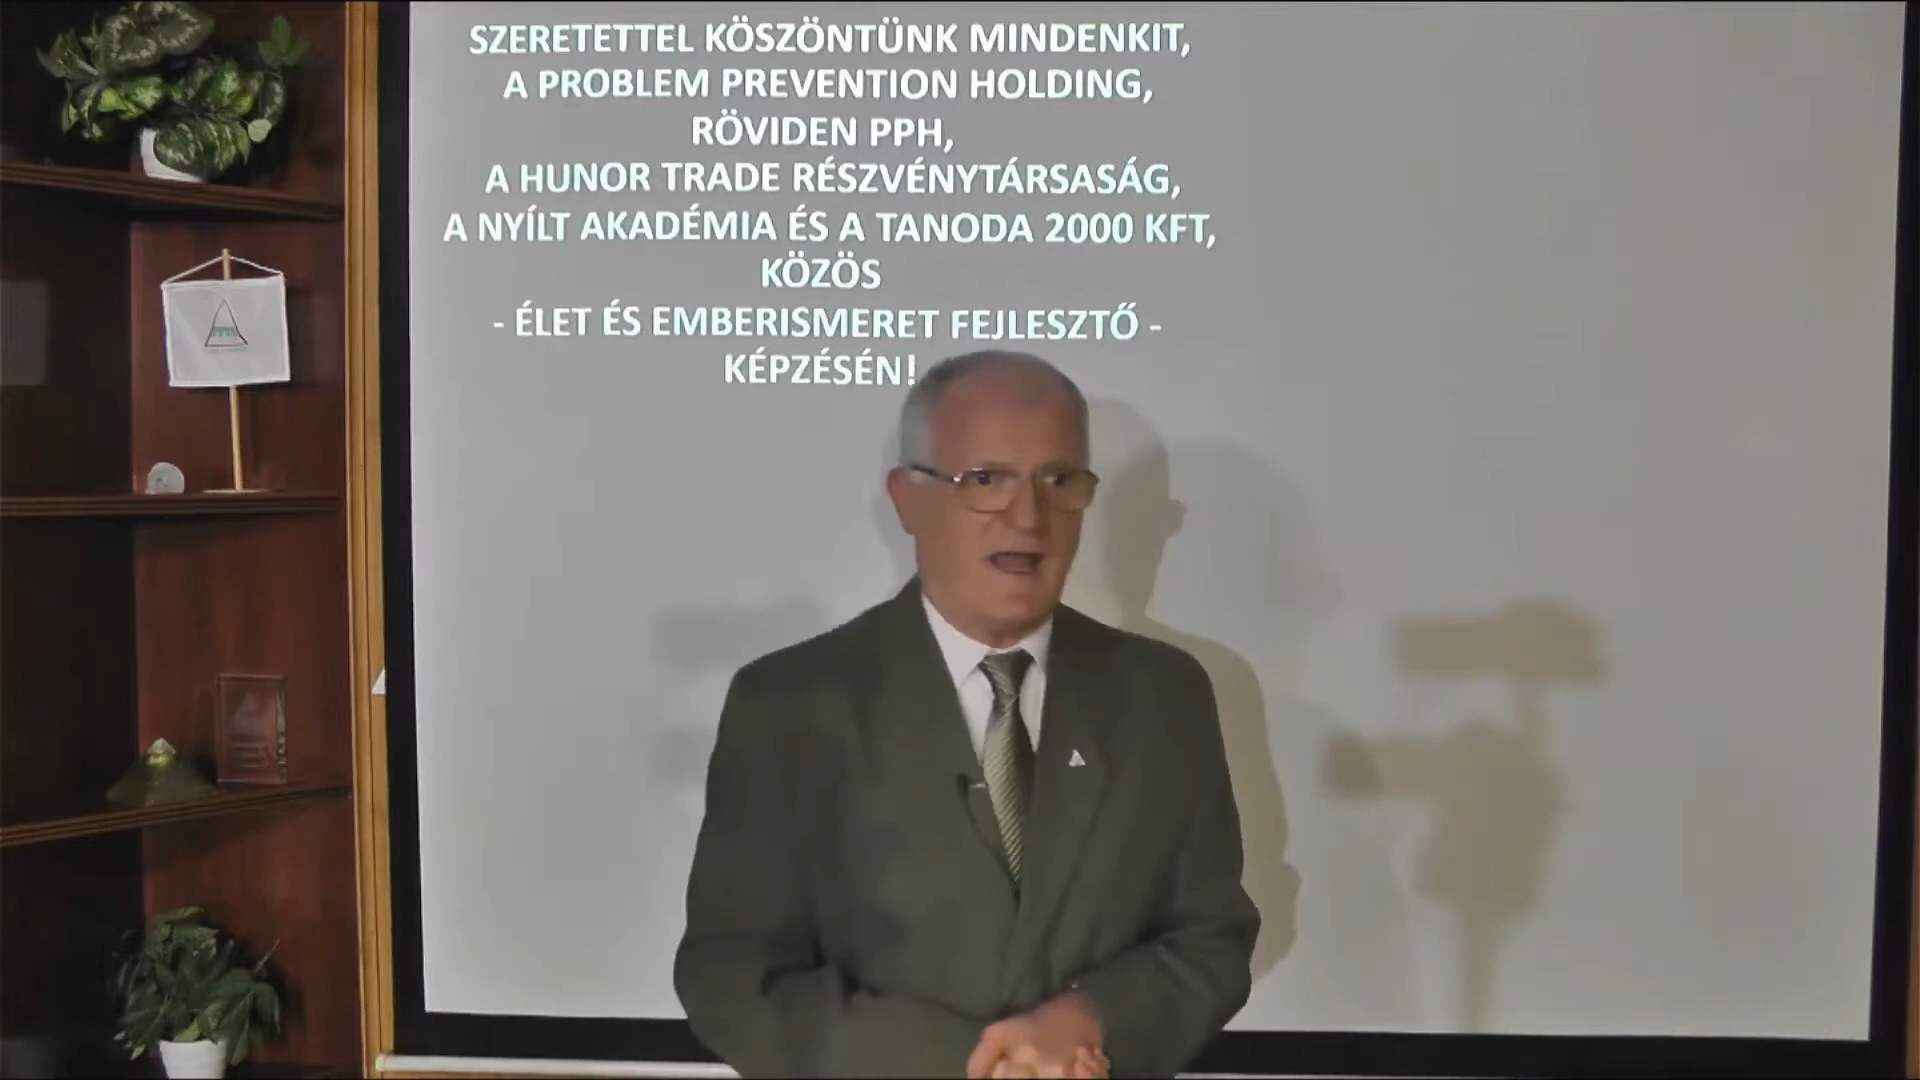 SZERETETTEL KÖSZÖNTÜNK MINDENKIT,
A PROBLEM PREVENTION HOLDING,
RÖVIDEN PPH,
A HUNOR TRADE RÉSZVÉNYTÁRSASÁG,
A NYÍLT AKADÉMIA ÉS A TANODA 2000 KFT,
KÖZÖS
- ÉLET ÉS EMBERISMERET FEJLESZTŐ -
KÉPZÉSÉN!